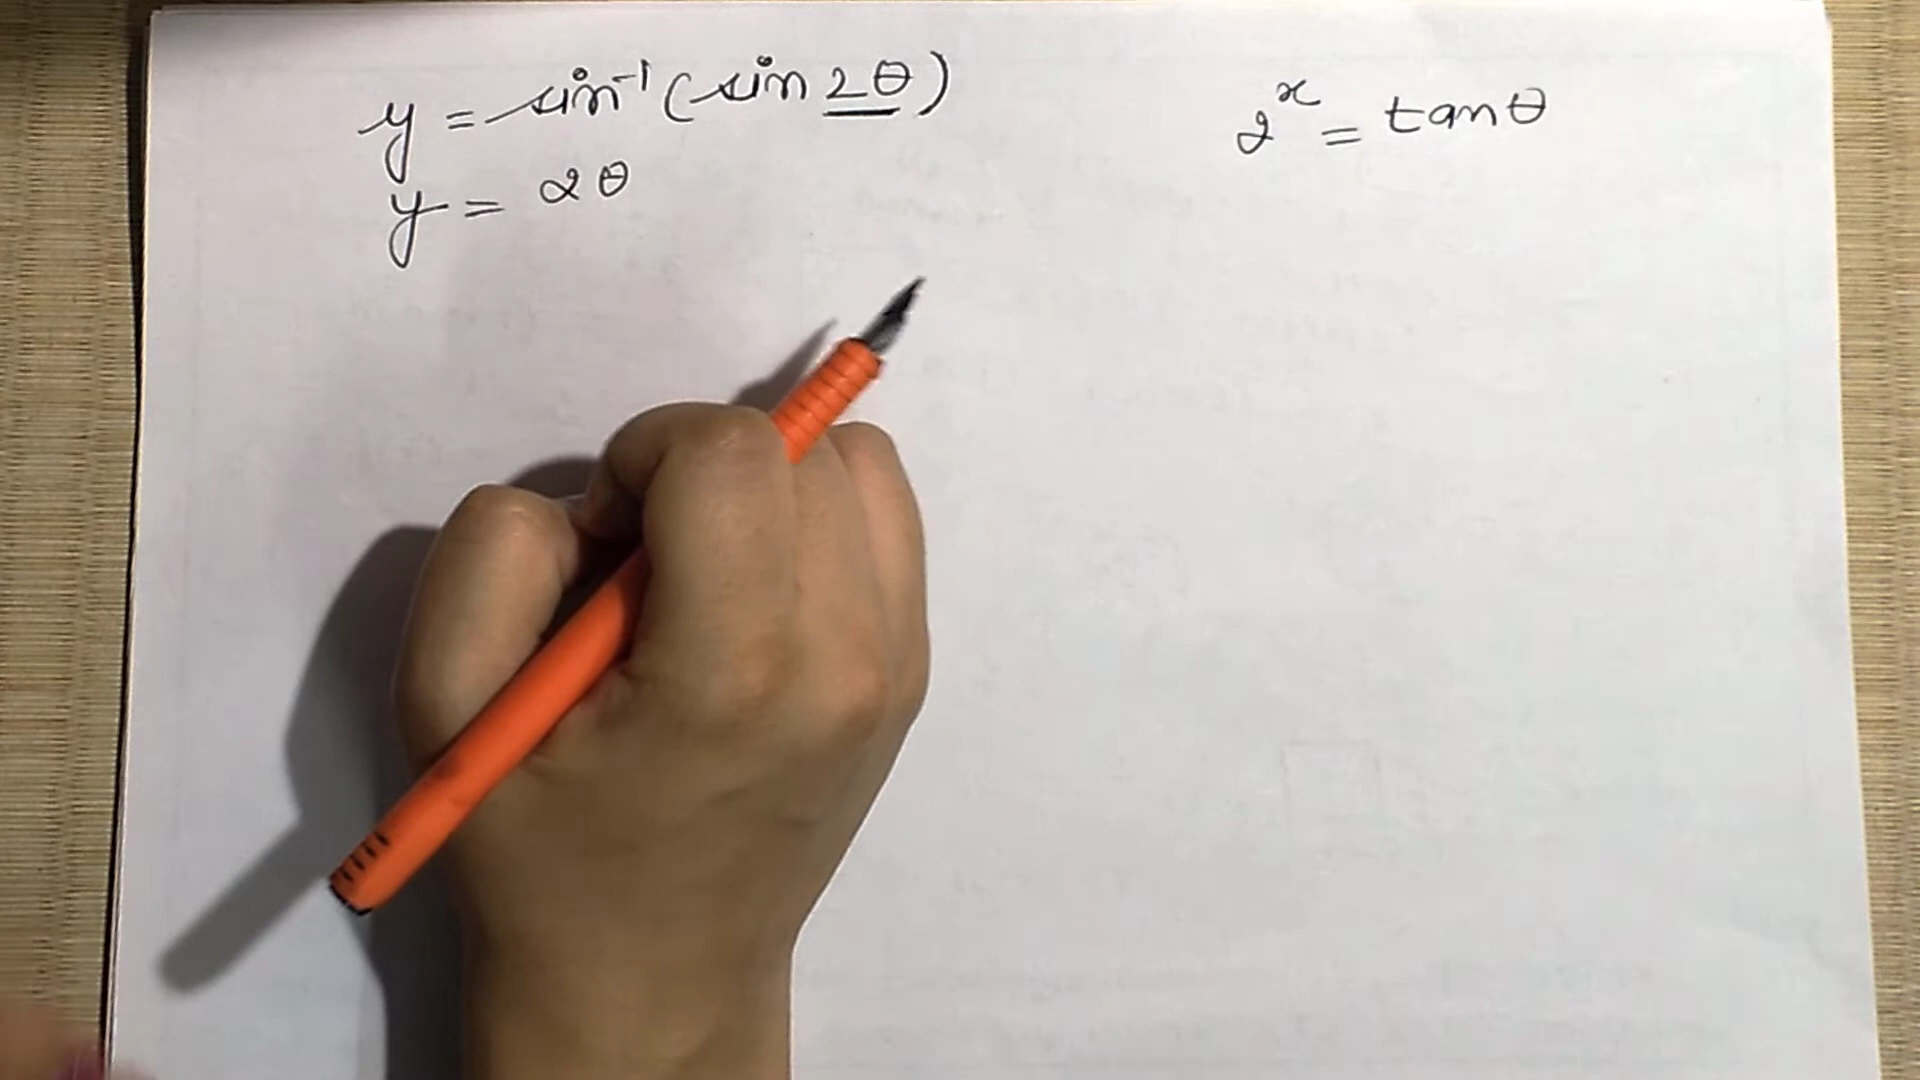 y = sin⁻¹ (sin 2θ)
2ˣ = tanθ
y = 2θ